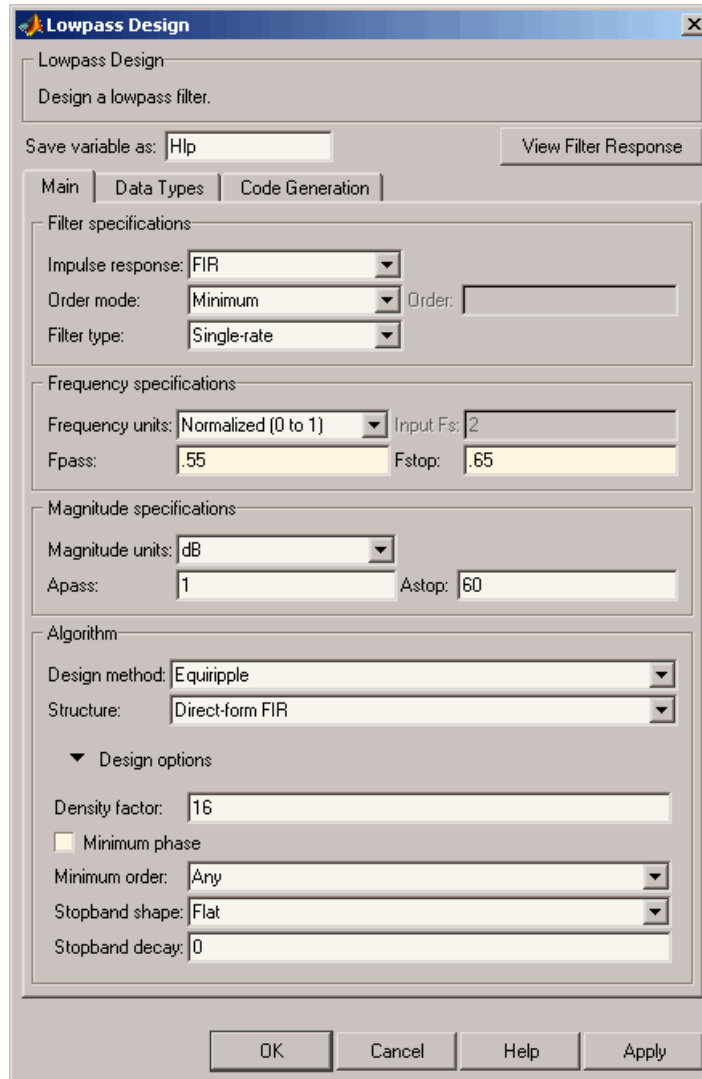 Lowpass Design
Lowpass Design
Design a lowpass filter.
Save variable as: Hlp View Filter Response
Main Data Types Code Generation
Filter specifications
Impulse response: FIR
Order mode: Minimum Order:
Filter type: Single-rate
Frequency specifications
Frequency units: Normalized (0 to 1) Input Fs: 2
Fpass: .55 Fstop: .65
Magnitude specifications
Magnitude units: dB
Apass: 1 Astop: 60
Algorithm
Design method: Equiripple
Structure: Direct-form FIR
Design options
Density factor: 16
Minimum phase
Minimum order: Any
Stopband shape: Flat
Stopband decay: 0
OK Cancel Help Apply